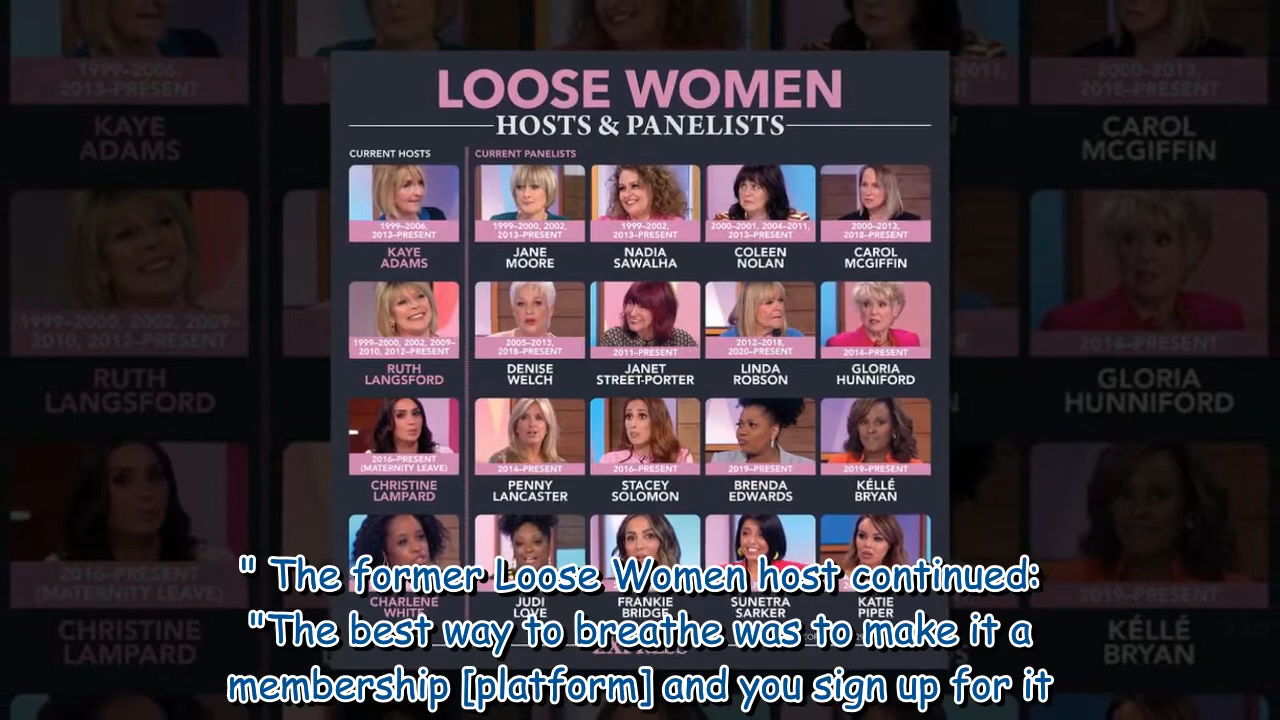 LOOSE WOMEN
HOSTS & PANELISTS
CURRENT HOSTS
CURRENT PANELISTS
1999–2006,
2013–PRESENT
KAYE
ADAMS
1999–2000, 2002,
2013–PRESENT
JANE
MOORE
1999–2002,
2013–PRESENT
NADIA
SAWALHA
2000–2001, 2004–2011,
2013–PRESENT
COLEEN
NOLAN
2000–2013,
2018–PRESENT
CAROL
MCGIFFIN
1999–2000, 2002, 2009–
2010, 2012–PRESENT
RUTH
LANGSFORD
2005–2013,
2018–PRESENT
DENISE
WELCH
2011–PRESENT
JANET
STREET-PORTER
2012–2018,
2020–PRESENT
LINDA
ROBSON
2014–PRESENT
GLORIA
HUNNIFORD
2016–PRESENT
(MATERNITY LEAVE)
CHRISTINE
LAMPARD
2014–PRESENT
PENNY
LANCASTER
2016–PRESENT
STACEY
SOLOMON
2019–PRESENT
BRENDA
EDWARDS
2019–PRESENT
KÉLLÉ
BRYAN
CHARLENE
WHITE
JUDI
LOVE
FRANKIE
BRIDGE
SUNETRA
SARKER
KATIE
PIPER
EXPRESS
" The former Loose Women host continued:
"The best way to breathe was to make it a
membership [platform] and you sign up for it